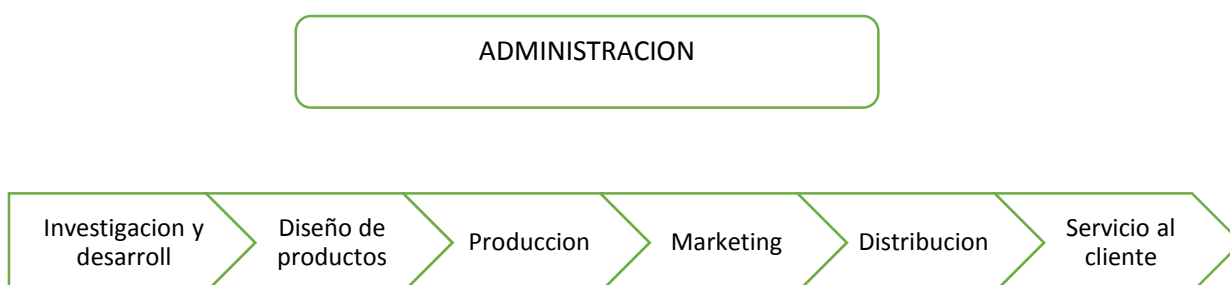 ADMINISTRACION
Investigacion y
desarroll
Diseño de
productos
Produccion
Marketing
Distribucion
Servicio al
cliente